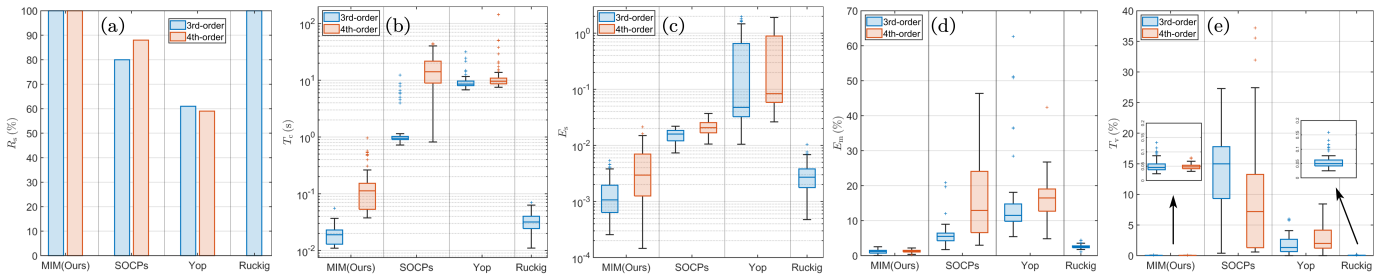 (a)
3rd-order
4th-order
100
90
80
70
60
50
40
30
20
10
0
R_s (%)
MIM(Ours) SOCPs Yop Ruckig
(b)
3rd-order
4th-order
10^2
10^1
10^0
10^-1
10^-2
T_c (s)
MIM(Ours) SOCPs Yop Ruckig
(c)
3rd-order
4th-order
10^0
10^-1
10^-2
10^-3
10^-4
E_s
MIM(Ours) SOCPs Yop Ruckig
(d)
3rd-order
4th-order
70
60
50
40
30
20
10
0
E_m (%)
MIM(Ours) SOCPs Yop Ruckig
(e)
3rd-order
4th-order
40
35
30
25
20
15
10
5
0
T_v (%)
MIM(Ours) SOCPs Yop Ruckig